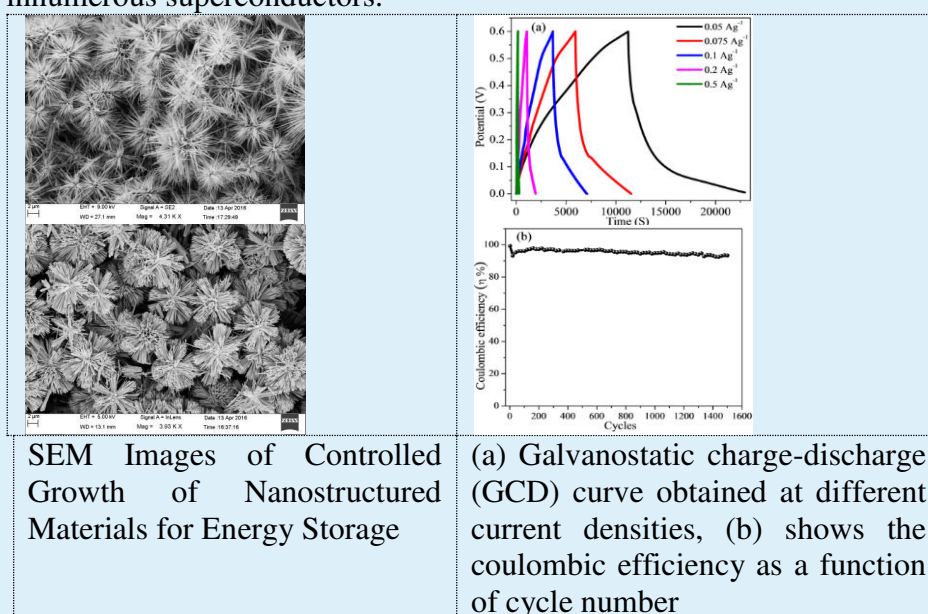 innumerous superconductors.
2 µm
EHT = 9.00 kV
Signal A = SE2
Date :13 Apr 2016
WD = 27.1 mm
Mag = 4.31 K X
Time :17:29:49
ZEISS
2 µm
EHT = 5.00 kV
Signal A = InLens
Date :13 Apr 2016
WD = 13.1 mm
Mag = 3.93 K X
Time :16:37:16
ZEISS
(a)
0.05 Ag⁻¹
0.075 Ag⁻¹
0.1 Ag⁻¹
0.2 Ag⁻¹
0.5 Ag⁻¹
Potential (V)
0.6
0.5
0.4
0.3
0.2
0.1
0.0
0 5000 10000 15000 20000
Time (S)
(b)
Coulombic efficiency (η %)
100
80
60
40
20
0
0 200 400 600 800 1000 1200 1400 1600
Cycles
SEM Images of Controlled
Growth of Nanostructured
Materials for Energy Storage
(a) Galvanostatic charge-discharge
(GCD) curve obtained at different
current densities, (b) shows the
coulombic efficiency as a function
of cycle number